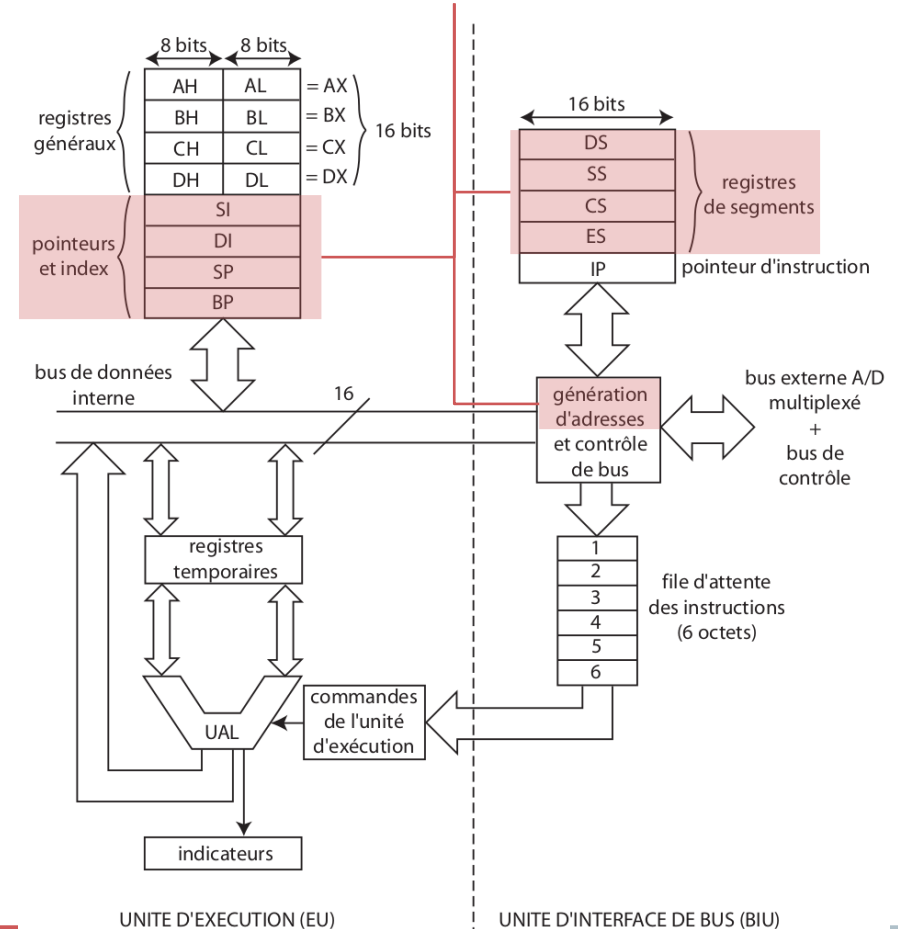 8 bits 8 bits
AH AL = AX
BH BL = BX
CH CL = CX
DH DL = DX
registres
généraux
16 bits
SI
DI
SP
BP
pointeurs
et index
16 bits
DS
SS
CS
ES
IP
registres
de segments
pointeur d'instruction
bus de données
interne
16
génération
d'adresses
et contrôle
de bus
bus externe A/D
multiplexé
+
bus de
contrôle
registres
temporaires
1
2
3
4
5
6
file d'attente
des instructions
(6 octets)
UAL
commandes
de l'unité
d'exécution
indicateurs
UNITE D'EXECUTION (EU)
UNITE D'INTERFACE DE BUS (BIU)